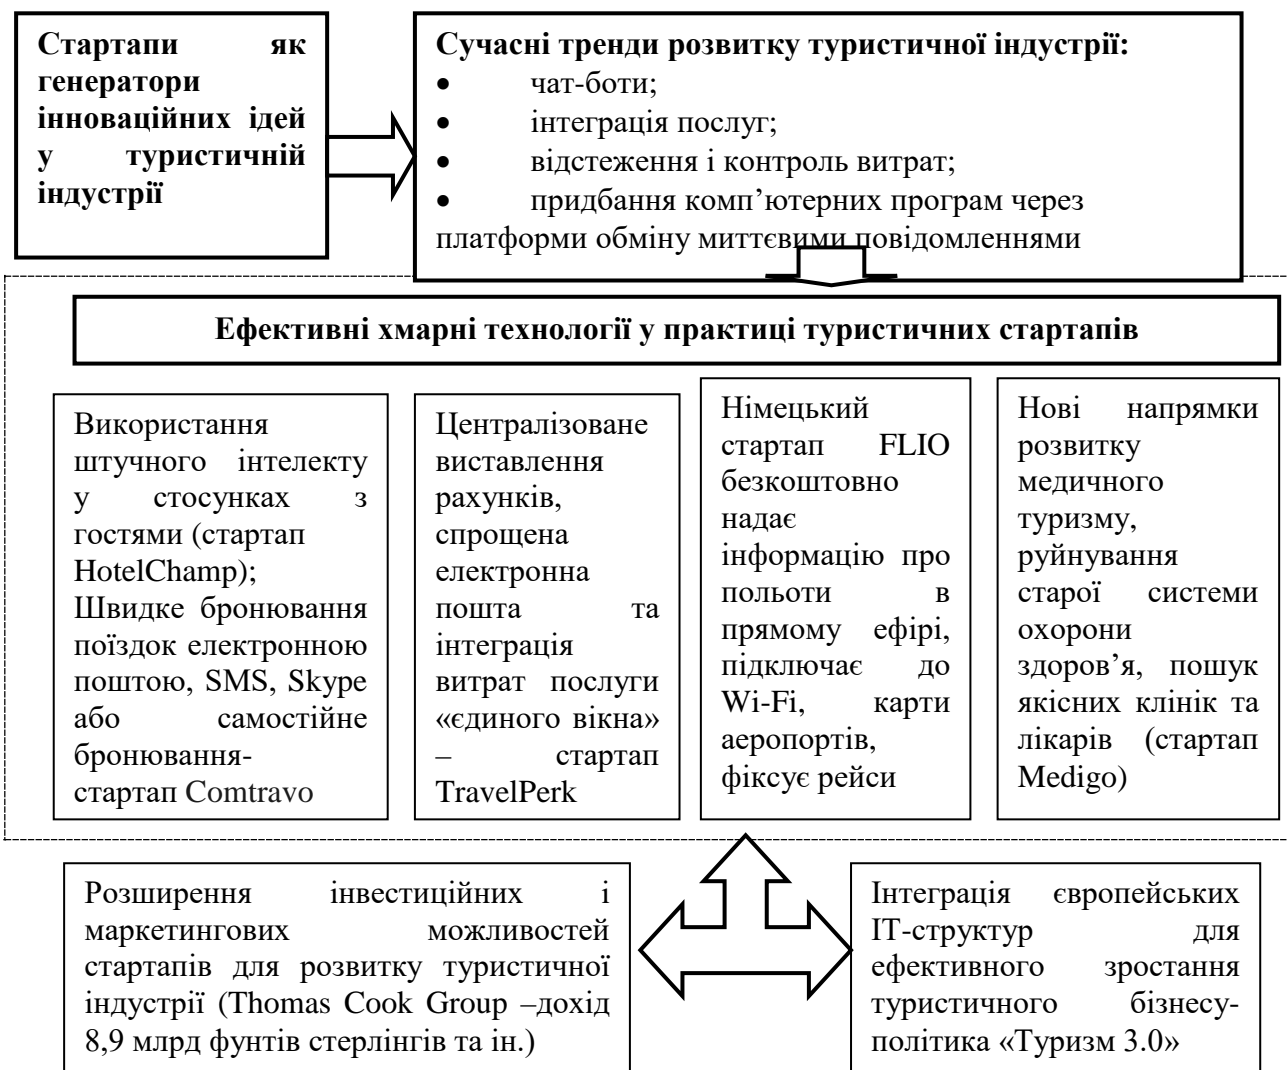 Стартапи як
генератори
інноваційних ідей
у туристичній
індустрії
Сучасні тренди розвитку туристичної індустрії:
• чат-боти;
• інтеграція послуг;
• відстеження і контроль витрат;
• придбання комп’ютерних програм через
платформи обміну миттєвими повідомленнями
Ефективні хмарні технології у практиці туристичних стартапів
Використання
штучного інтелекту
у стосунках з
гостями (стартап
HotelChamp);
Швидке бронювання
поїздок електронною
поштою, SMS, Skype
або самостійне
бронювання-
стартап Comtravo
Централізоване
виставлення
рахунків,
спрощена
електронна
пошта та
інтеграція
витрат послуги
«єдиного вікна»
– стартап
TravelPerk
Німецький
стартап FLIO
безкоштовно
надає
інформацію про
польоти в
прямому ефірі,
підключає до
Wi-Fi, карти
аеропортів,
фіксує рейси
Нові напрямки
розвитку
медичного
туризму,
руйнування
старої системи
охорони
здоров’я, пошук
якісних клінік та
лікарів (стартап
Medigo)
Розширення інвестиційних і
маркетингових можливостей
стартапів для розвитку туристичної
індустрії (Thomas Cook Group –дохід
8,9 млрд фунтів стерлінгів та ін.)
Інтеграція європейських
ІТ-структур для
ефективного зростання
туристичного бізнесу-
політика «Туризм 3.0»